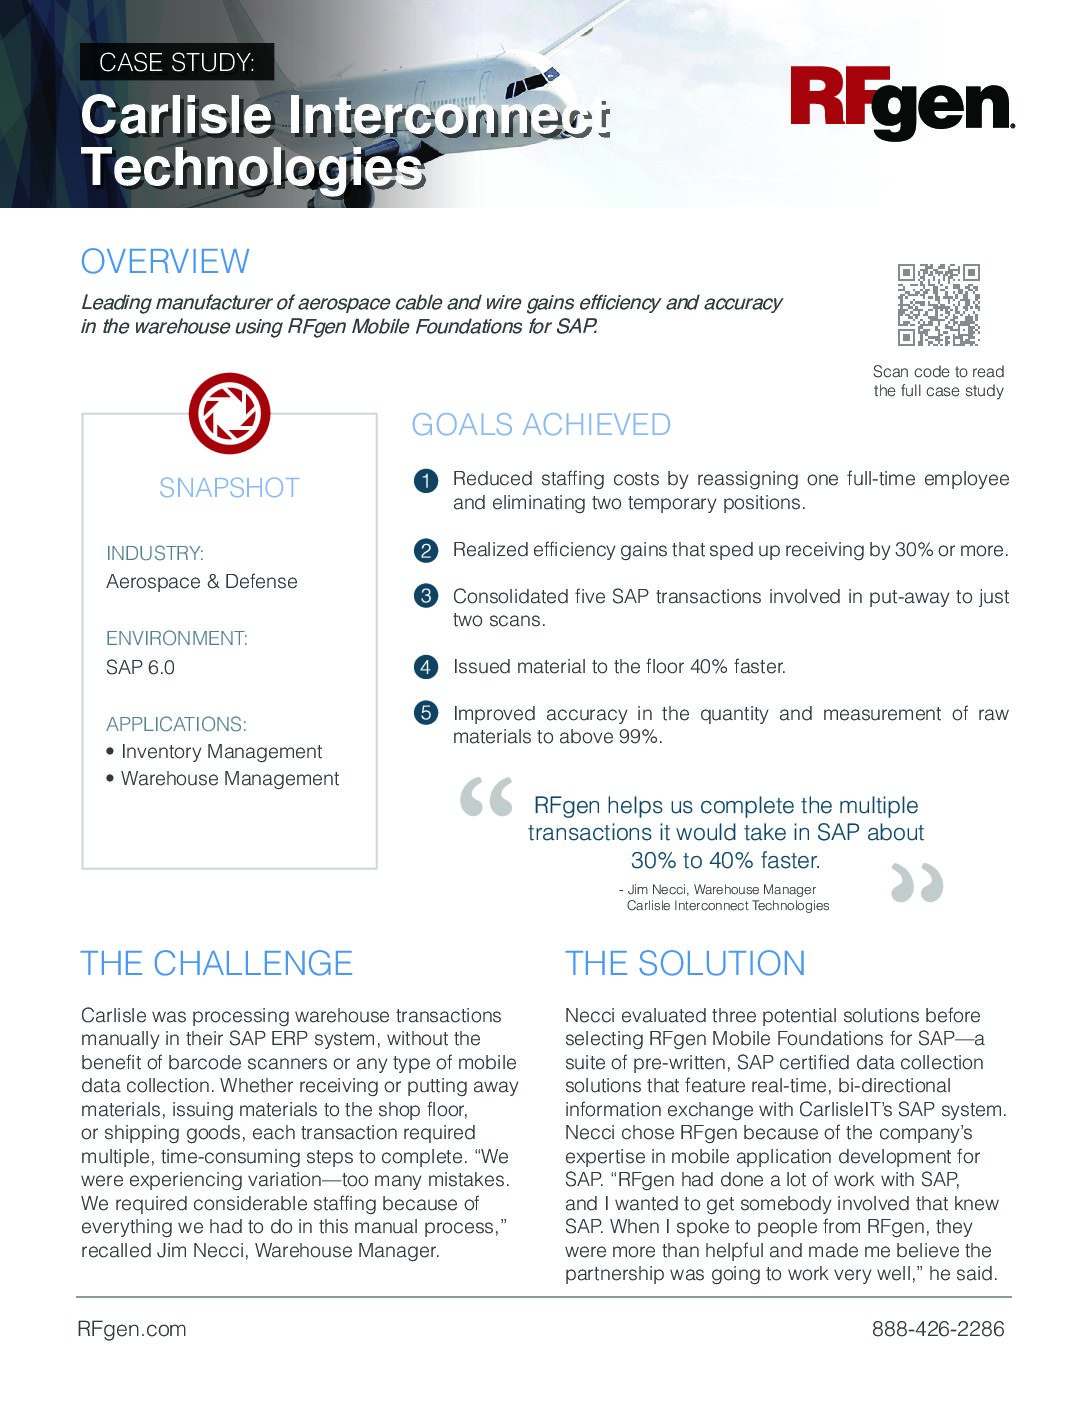 CASE STUDY:
Carlisle Interconnect
Technologies
RFgen.
OVERVIEW
Leading manufacturer of aerospace cable and wire gains efficiency and accuracy
in the warehouse using RFgen Mobile Foundations for SAP.
Scan code to read
the full case study
SNAPSHOT
INDUSTRY:
Aerospace & Defense
ENVIRONMENT:
SAP 6.0
APPLICATIONS:
• Inventory Management
• Warehouse Management
GOALS ACHIEVED
1 Reduced staffing costs by reassigning one full-time employee
and eliminating two temporary positions.
2 Realized efficiency gains that sped up receiving by 30% or more.
3 Consolidated five SAP transactions involved in put-away to just
two scans.
4 Issued material to the floor 40% faster.
5 Improved accuracy in the quantity and measurement of raw
materials to above 99%.
“ RFgen helps us complete the multiple
transactions it would take in SAP about
30% to 40% faster. ”
- Jim Necci, Warehouse Manager
Carlisle Interconnect Technologies
THE CHALLENGE
Carlisle was processing warehouse transactions
manually in their SAP ERP system, without the
benefit of barcode scanners or any type of mobile
data collection. Whether receiving or putting away
materials, issuing materials to the shop floor,
or shipping goods, each transaction required
multiple, time-consuming steps to complete. “We
were experiencing variation—too many mistakes.
We required considerable staffing because of
everything we had to do in this manual process,”
recalled Jim Necci, Warehouse Manager.
THE SOLUTION
Necci evaluated three potential solutions before
selecting RFgen Mobile Foundations for SAP—a
suite of pre-written, SAP certified data collection
solutions that feature real-time, bi-directional
information exchange with CarlisleIT’s SAP system.
Necci chose RFgen because of the company’s
expertise in mobile application development for
SAP. “RFgen had done a lot of work with SAP,
and I wanted to get somebody involved that knew
SAP. When I spoke to people from RFgen, they
were more than helpful and made me believe the
partnership was going to work very well,” he said.
RFgen.com
888-426-2286